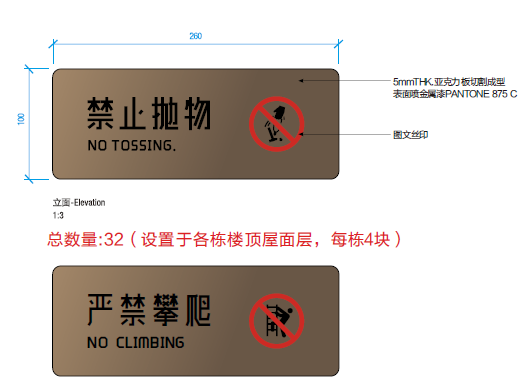 260
100
禁止抛物
NO TOSSING.
5mmTHK.亚克力板切割成型
表面喷金属漆PANTONE 875 C
图文丝印
立面-Elevation
1:3
总数量:32（设置于各栋楼顶屋面层，每栋4块）
严禁攀爬
NO CLIMBING